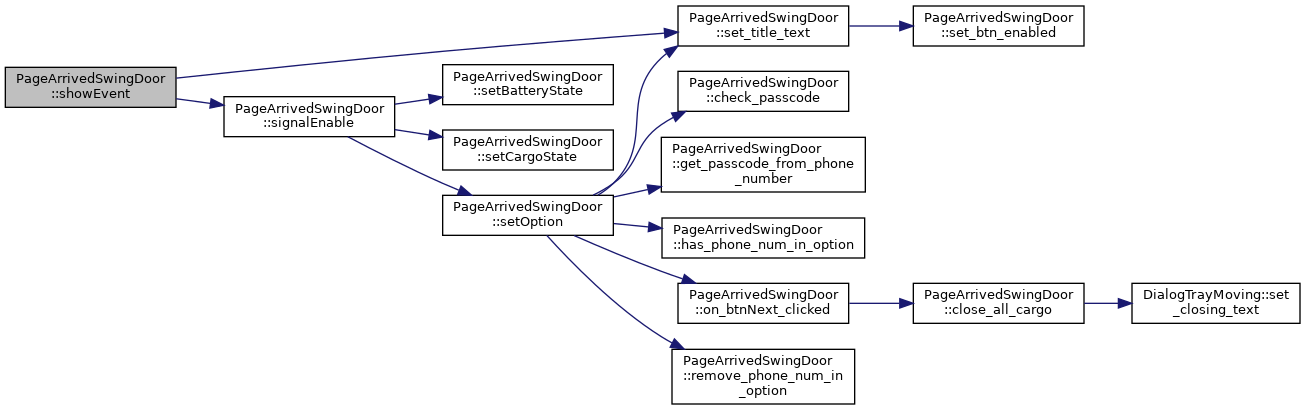 PageArrivedSwingDoor
::showEvent
PageArrivedSwingDoor
::signalEnable
PageArrivedSwingDoor
::setBatteryState
PageArrivedSwingDoor
::setCargoState
PageArrivedSwingDoor
::setOption
PageArrivedSwingDoor
::set_title_text
PageArrivedSwingDoor
::set_btn_enabled
PageArrivedSwingDoor
::check_passcode
PageArrivedSwingDoor
::get_passcode_from_phone
_number
PageArrivedSwingDoor
::has_phone_num_in_option
PageArrivedSwingDoor
::on_btnNext_clicked
PageArrivedSwingDoor
::close_all_cargo
DialogTrayMoving::set
_closing_text
PageArrivedSwingDoor
::remove_phone_num_in
_option